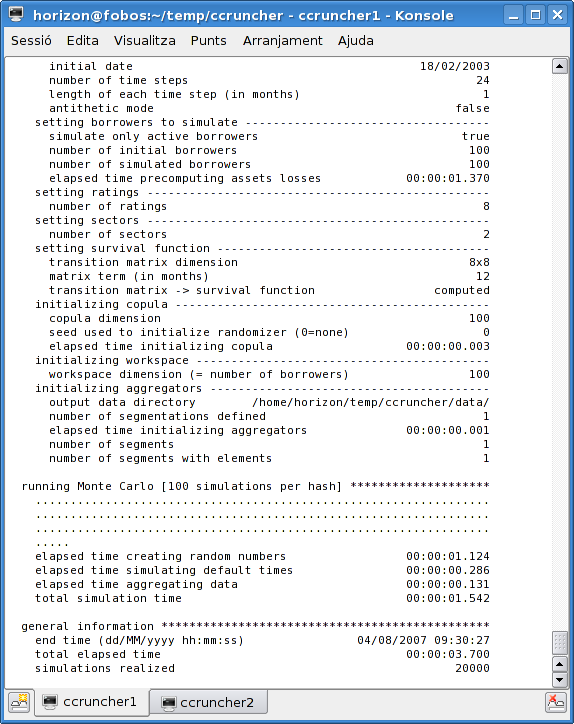 horizon@fobos:~/temp/ccruncher - ccruncher1 - Konsole
Sessió Edita Visualitza Punts Arranjament Ajuda
initial date 18/02/2003
number of time steps 24
length of each time step (in months) 1
antithetic mode false
setting borrowers to simulate -----------------------------------
simulate only active borrowers true
number of initial borrowers 100
number of simulated borrowers 100
elapsed time precomputing assets losses 00:00:01.370
setting ratings -------------------------------------------------
number of ratings 8
setting sectors -------------------------------------------------
number of sectors 2
setting survival function ---------------------------------------
transition matrix dimension 8x8
matrix term (in months) 12
transition matrix -> survival function computed
initializing copula ---------------------------------------------
copula dimension 100
seed used to initialize randomizer (0=none) 0
elapsed time initializing copula 00:00:00.003
initializing workspace ------------------------------------------
workspace dimension (= number of borrowers) 100
initializing aggregators ----------------------------------------
output data directory /home/horizon/temp/ccruncher/data/
number of segmentations defined 1
elapsed time initializing aggregators 00:00:00.001
number of segments 1
number of segments with elements 1
running Monte Carlo [100 simulations per hash] ********************
.................................................................
.................................................................
.................................................................
.....
elapsed time creating random numbers 00:00:01.124
elapsed time simulating default times 00:00:00.286
elapsed time aggregating data 00:00:00.131
total simulation time 00:00:01.542
general information ***********************************************
end time (dd/MM/yyyy hh:mm:ss) 04/08/2007 09:30:27
total elapsed time 00:00:03.700
simulations realized 20000
ccruncher1 ccruncher2